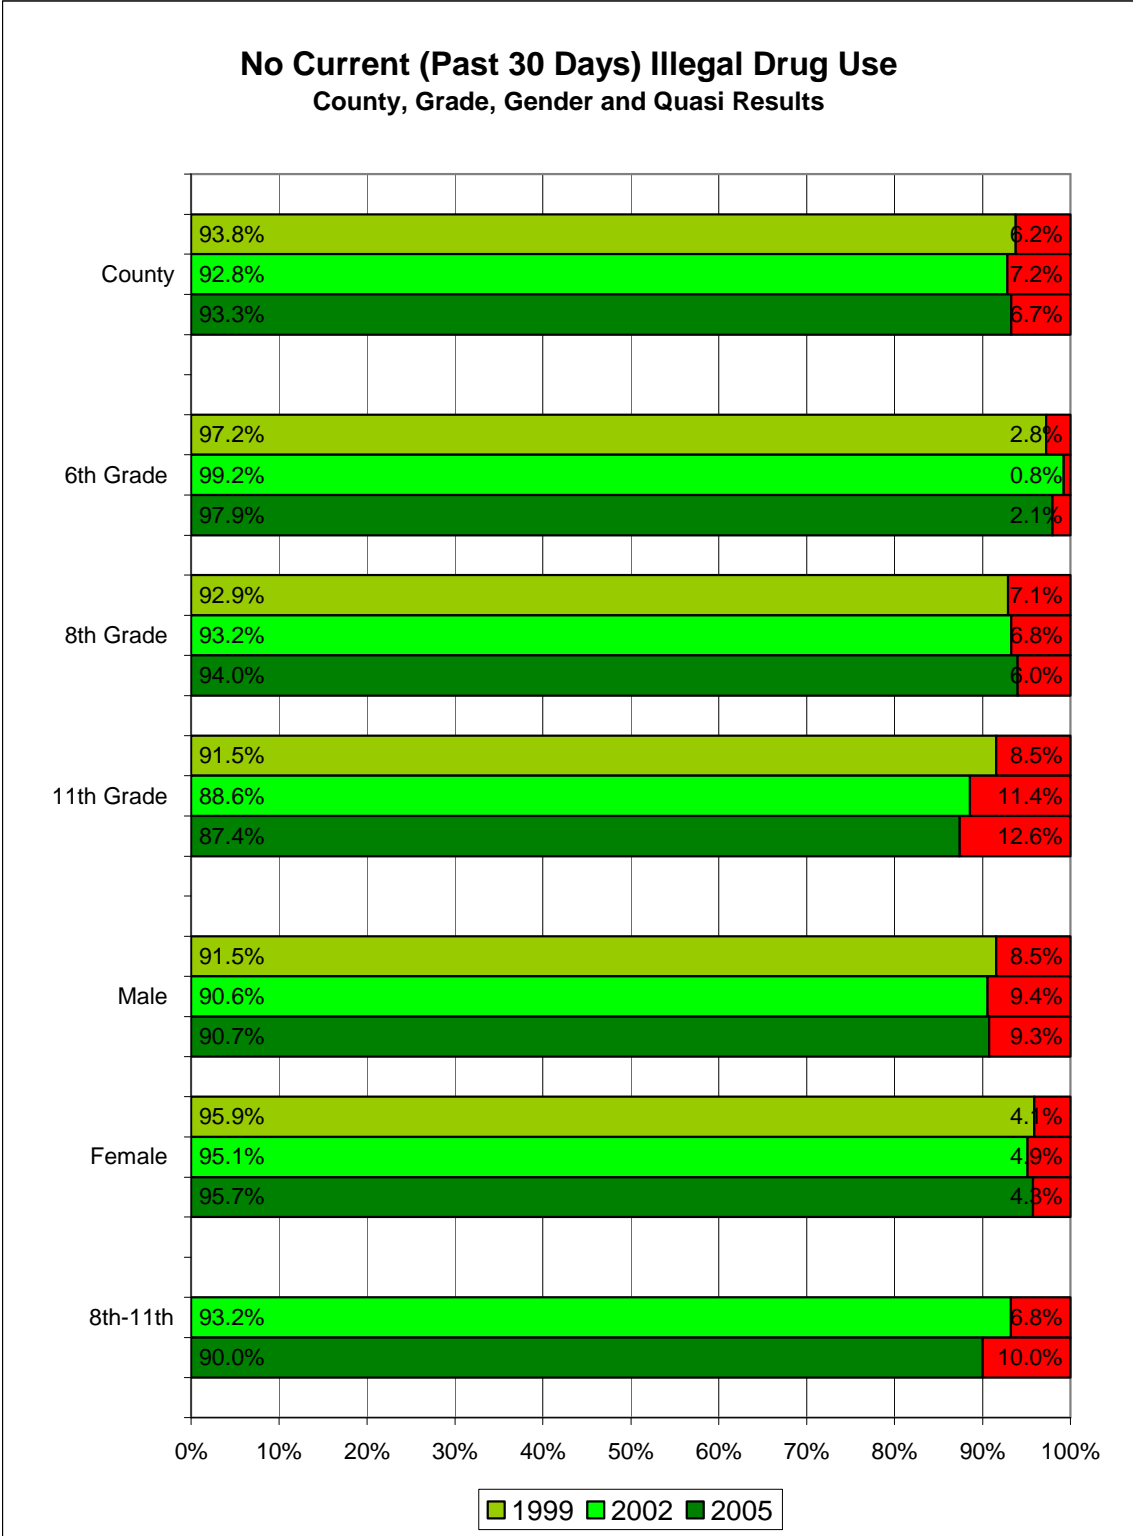 No Current (Past 30 Days) Illegal Drug Use
County, Grade, Gender and Quasi Results
93.8% 6.2%
County 92.8% 7.2%
93.3% 6.7%
97.2% 2.8%
6th Grade 99.2% 0.8%
97.9% 2.1%
92.9% 7.1%
8th Grade 93.2% 6.8%
94.0% 6.0%
91.5% 8.5%
11th Grade 88.6% 11.4%
87.4% 12.6%
91.5% 8.5%
Male 90.6% 9.4%
90.7% 9.3%
95.9% 4.1%
Female 95.1% 4.9%
95.7% 4.3%
8th-11th 93.2% 6.8%
90.0% 10.0%
0% 10% 20% 30% 40% 50% 60% 70% 80% 90% 100%
1999 2002 2005